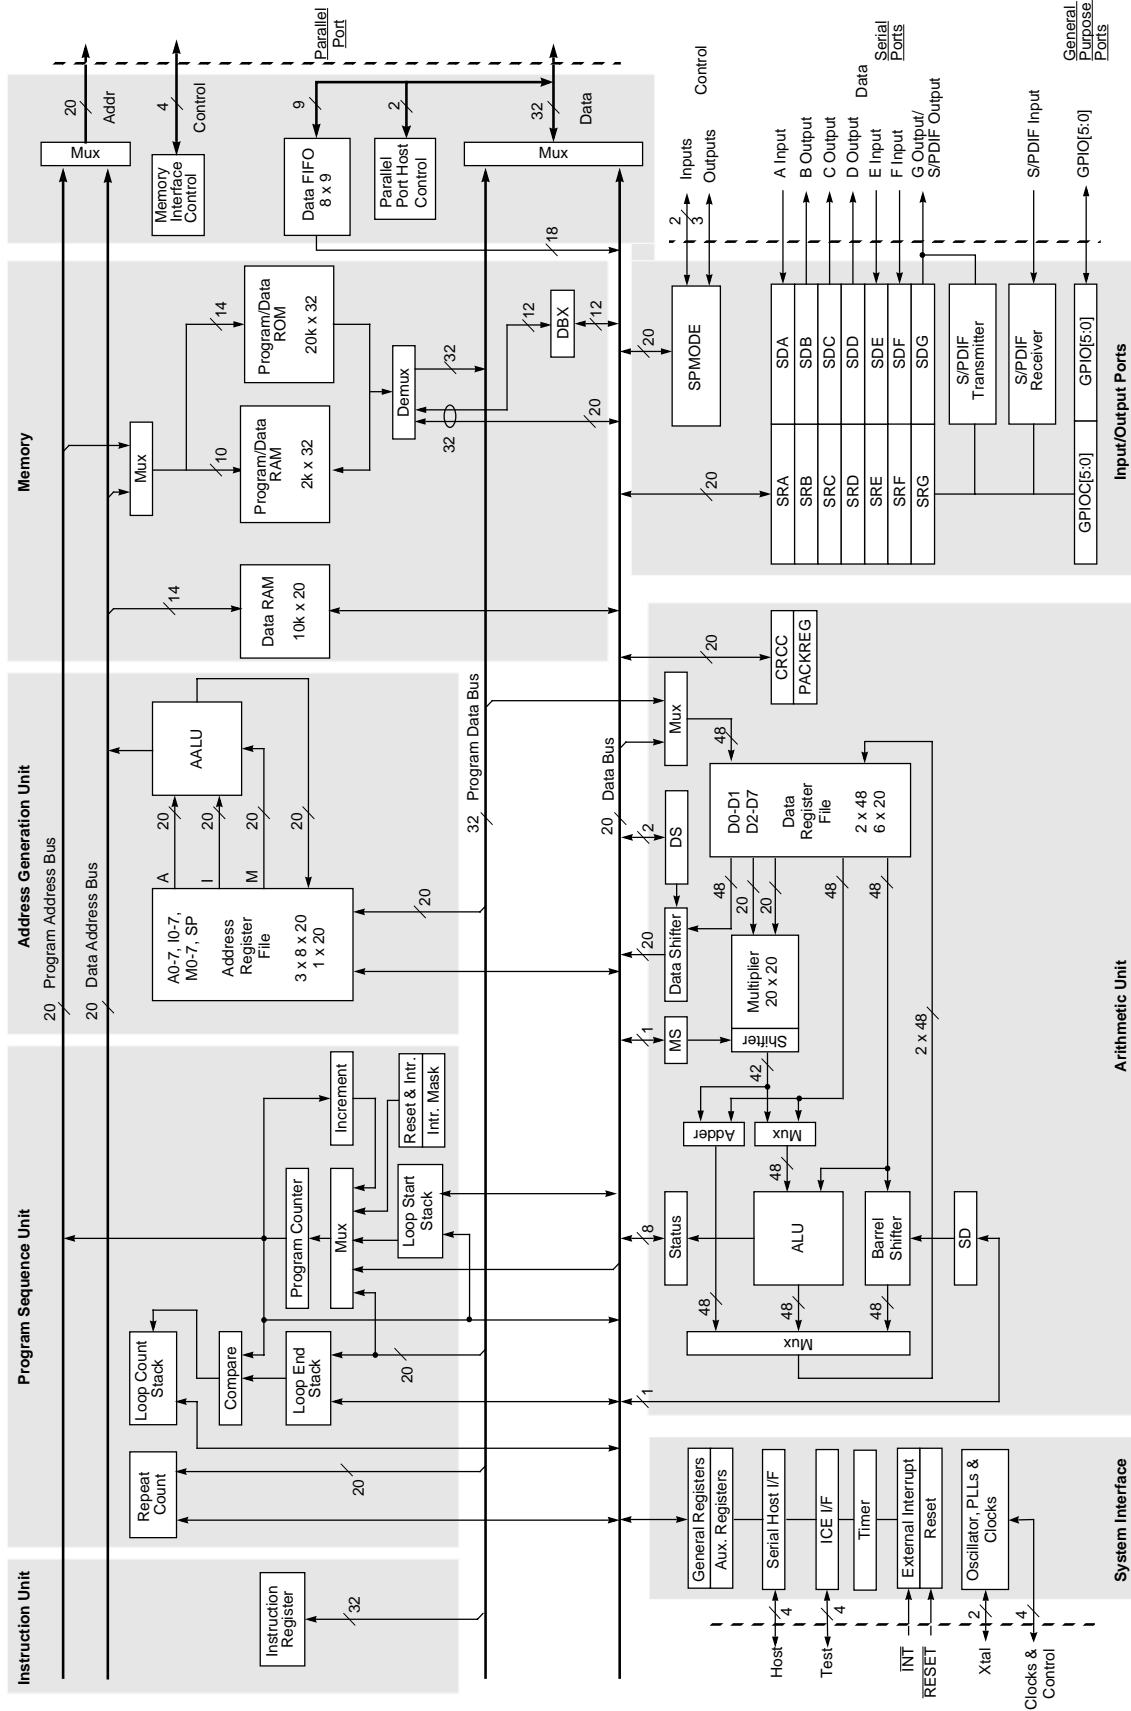 Instruction Unit
Program Sequence Unit
Address Generation Unit
Memory
20
Program Address Bus
20
Data Address Bus
Instruction
Register
32
Repeat
Count
20
Loop Count
Stack
Compare
Loop End
Stack
20
Program Counter
Mux
Increment
Reset & Intr.
Intr. Mask
Loop Start
Stack
A0-7, I0-7,
M0-7, SP
Address
Register
File
3 x 8 x 20
1 x 20
A
I
M
20
20
20
20
AALU
20
14
Data RAM
10k x 20
Mux
10
14
Program/Data
RAM
2k x 32
Program/Data
ROM
20k x 32
Demux
32
32
12
DBX
12
20
Mux
20
Addr
Memory
Interface
Control
4
Control
Data FIFO
8 x 9
9
Parallel
Port Host
Control
2
18
32
Data
Mux
Parallel
Port
32
Program Data Bus
20
Data Bus
General Registers
Aux. Registers
Serial Host I/F
ICE I/F
Timer
External Interrupt
Reset
Oscillator, PLLs &
Clocks
Host
4
Test
4
INT
RESET
Xtal
2
Clocks &
Control
4
System Interface
1
Status
8
48
Mux
48
48
ALU
Barrel
Shifter
SD
Adder
Mux
48
42
MS
1
Shifter
Multiplier
20 x 20
Data Shifter
20
DS
2
48
20
20
48
48
2 x 48
D0-D1
D2-D7
Data
Register
File
2 x 48
6 x 20
48
Mux
CRCC
PACKREG
20
Arithmetic Unit
20
SPMODE
20
2
3
Inputs
Outputs
Control
SRA
SDA
A Input
SRB
SDB
B Output
SRC
SDC
C Output
SRD
SDD
D Output
SRE
SDE
E Input
SRF
SDF
F Input
SRG
SDG
G Output/
S/PDIF Output
Data
Serial
Ports
S/PDIF
Transmitter
S/PDIF
Receiver
S/PDIF Input
GPIOC[5:0]
GPIO[5:0]
GPIO[5:0]
General
Purpose
Ports
Input/Output Ports